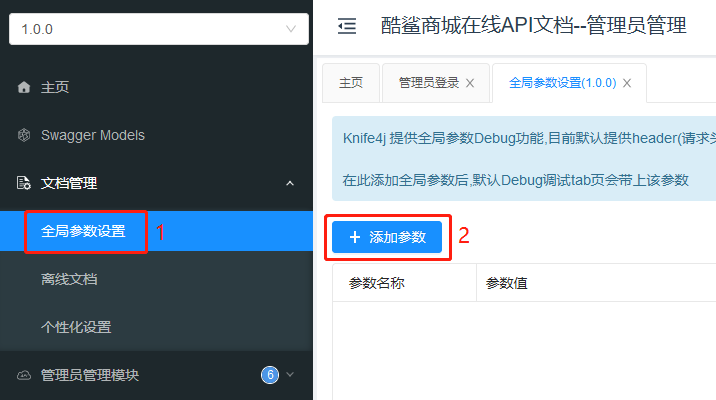 1.0.0
主页
Swagger Models
文档管理
全局参数设置
1
离线文档
个性化设置
管理员管理模块
6
酷鲨商城在线API文档--管理员管理
主页
管理员登录
全局参数设置(1.0.0)
Knife4j 提供全局参数Debug功能,目前默认提供header(请求头
在此添加全局参数后,默认Debug调试tab页会带上该参数
添加参数
2
参数名称
参数值